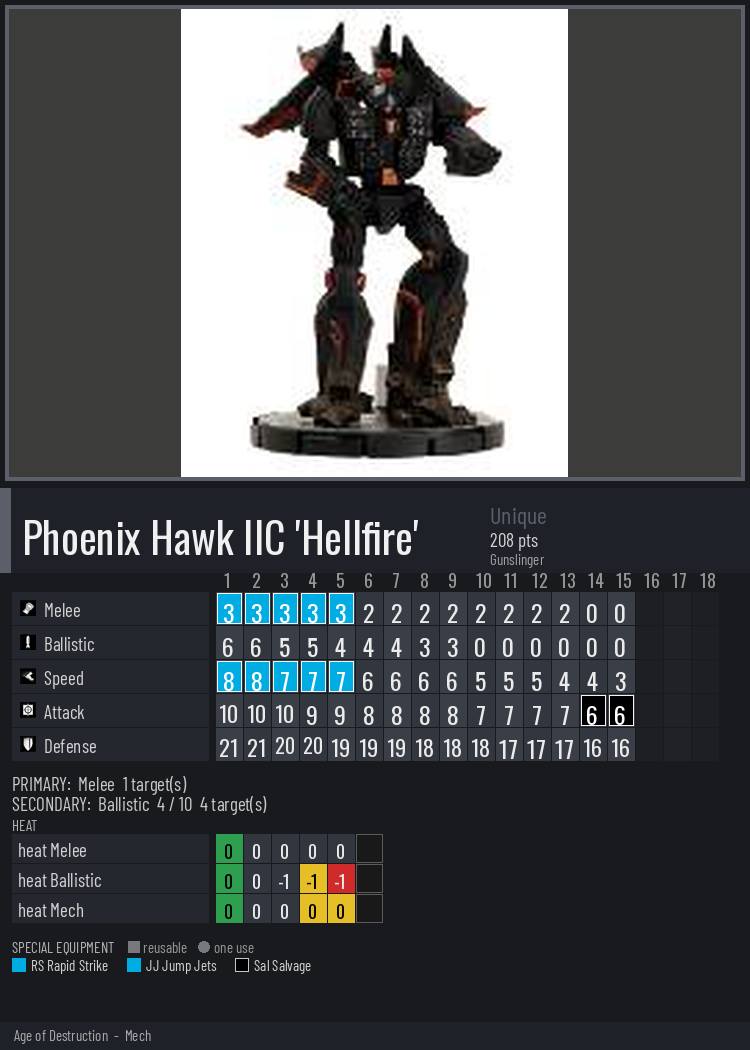 Phoenix Hawk IIC 'Hellfire'
Unique
208 pts
Gunslinger
1 2 3 4 5 6 7 8 9 10 11 12 13 14 15 16 17 18
Melee 3 3 3 3 3 2 2 2 2 2 2 2 2 0 0
Ballistic 6 6 5 5 4 4 4 3 3 0 0 0 0 0 0
Speed 8 8 7 7 7 6 6 6 6 5 5 5 4 4 3
Attack 10 10 10 9 9 8 8 8 8 7 7 7 7 6 6
Defense 21 21 20 20 19 19 19 18 18 18 17 17 17 16 16
PRIMARY: Melee 1 target(s)
SECONDARY: Ballistic 4 / 10 4 target(s)
HEAT
heat Melee 0 0 0 0 0
heat Ballistic 0 0 -1 -1 -1
heat Mech 0 0 0 0 0
SPECIAL EQUIPMENT reusable one use
RS Rapid Strike JJ Jump Jets Sal Salvage
Age of Destruction - Mech